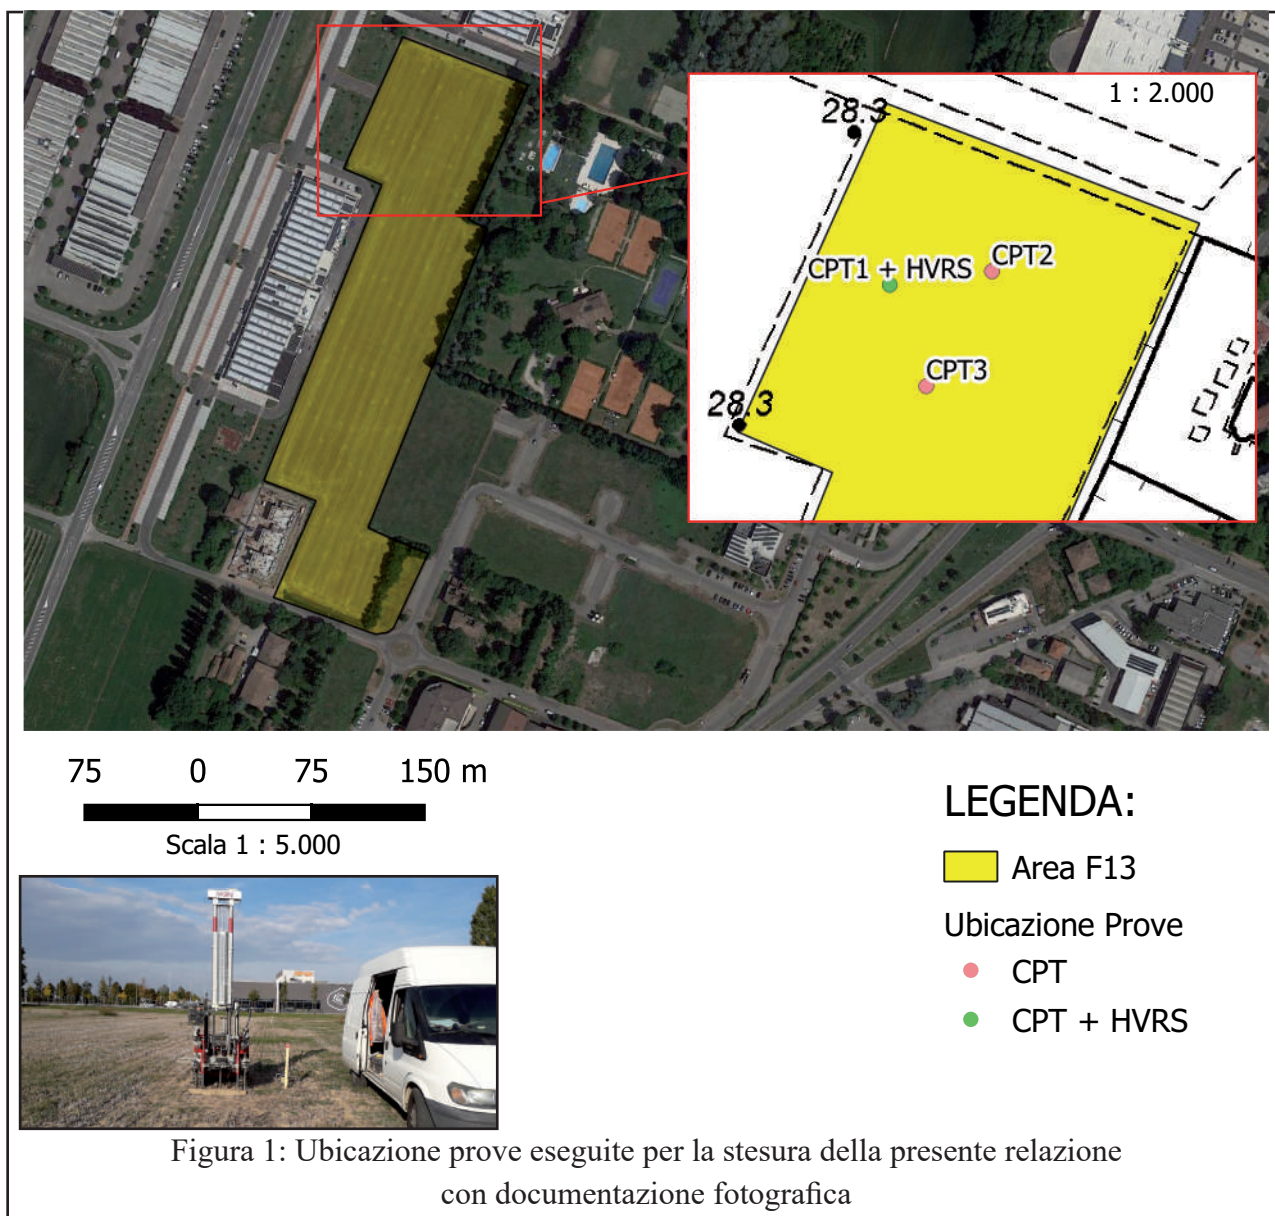 1 : 2.000
28.3
CPT1 + HVRS
CPT2
CPT3
28.3
75 0 75 150 m
Scala 1 : 5.000
LEGENDA:
Area F13
Ubicazione Prove
CPT
CPT + HVRS
Figura 1: Ubicazione prove eseguite per la stesura della presente relazione
con documentazione fotografica